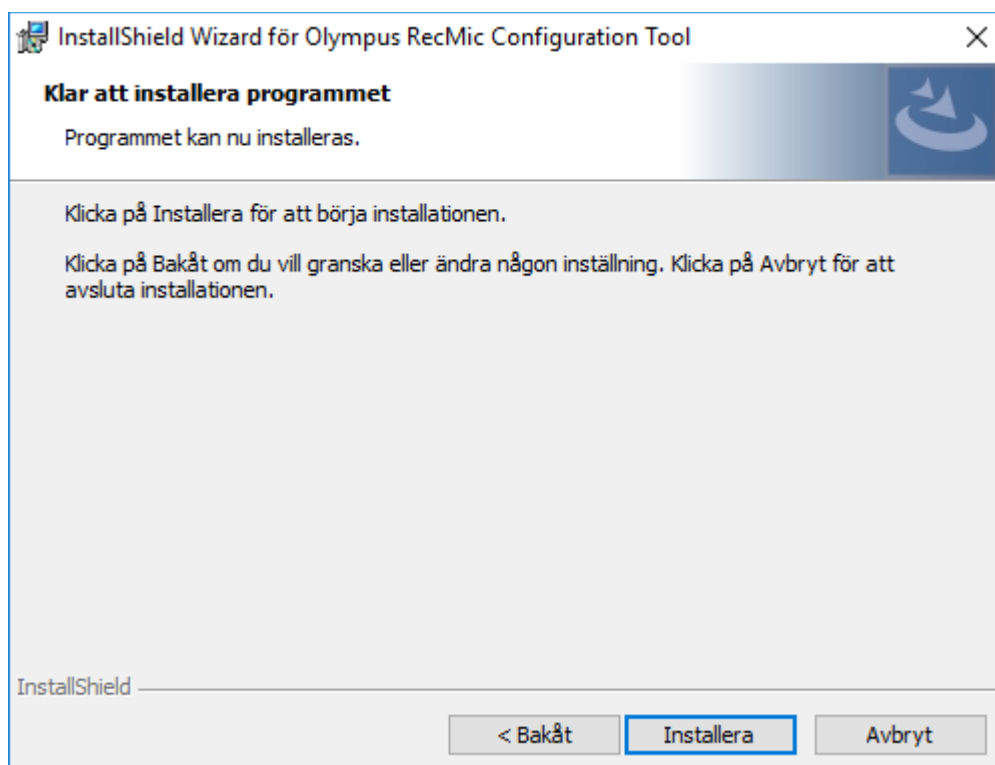 InstallShield Wizard för Olympus RecMic Configuration Tool
Klar att installera programmet
Programmet kan nu installeras.
Klicka på Installera för att börja installationen.
Klicka på Bakåt om du vill granska eller ändra någon inställning. Klicka på Avbryt för att
avsluta installationen.
InstallShield
< Bakåt
Installera
Avbryt